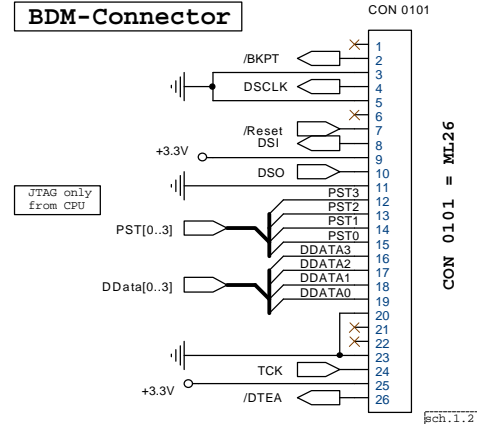 BDM-Connector
CON 0101
1
/BKPT 2
3
DSCLK 4
5
6
/Reset 7
DSI 8
+3.3V 9
DSO 10
11
JTAG only
from CPU
PST3 12
PST2 13
PST[0..3] PST1 14
PST0 15
DDATA3 16
DDATA2 17
DData[0..3] DDATA1 18
DDATA0 19
20
21
22
23
TCK 24
+3.3V 25
/DTEA 26
CON 0101 = ML26
sch.1.2